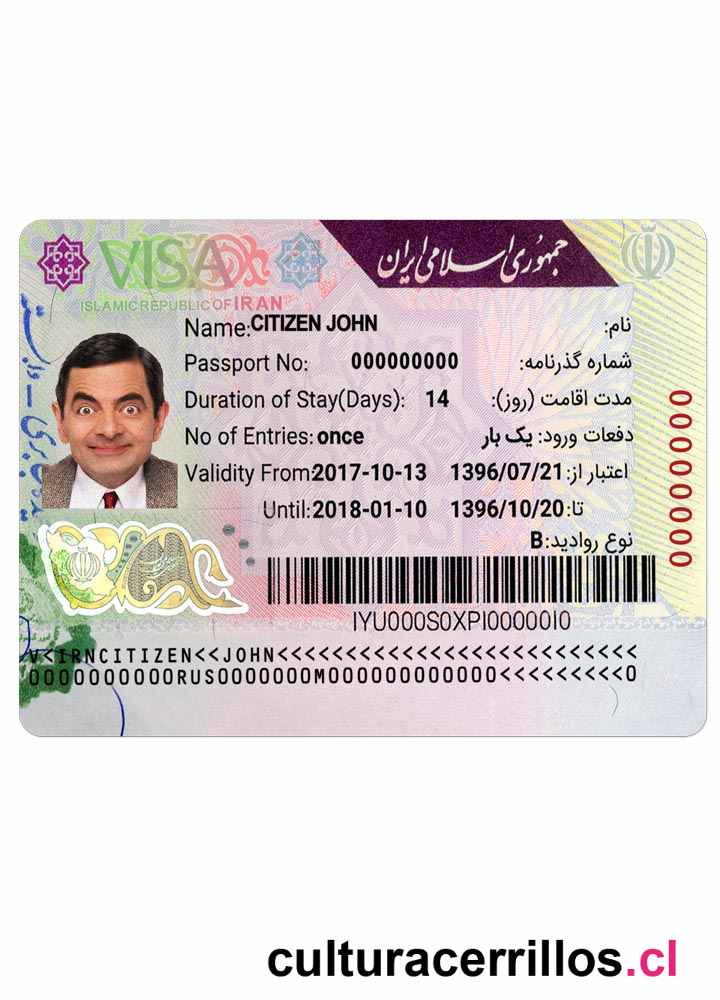 VISA
جمهوری اسلامی ایران
ISLAMIC REPUBLIC OF IRAN
Name: CITIZEN JOHN نام:
Passport No: 000000000 شماره گذرنامه:
Duration of Stay(Days): 14 مدت اقامت (روز):
No of Entries: once دفعات ورود: یک بار
Validity From 2017-10-13 1396/07/21 اعتبار از:
Until: 2018-01-10 1396/10/20 تا:
نوع روادید: B
00000000
IYU000S0XPI00000I0
V<IRNCITIZEN<<JOHN<<<<<<<<<<<<<<<<<<<<<<<<<<
0000000000RUS0000000M000000000000<<<<<<<<0
culturacerrillos.cl